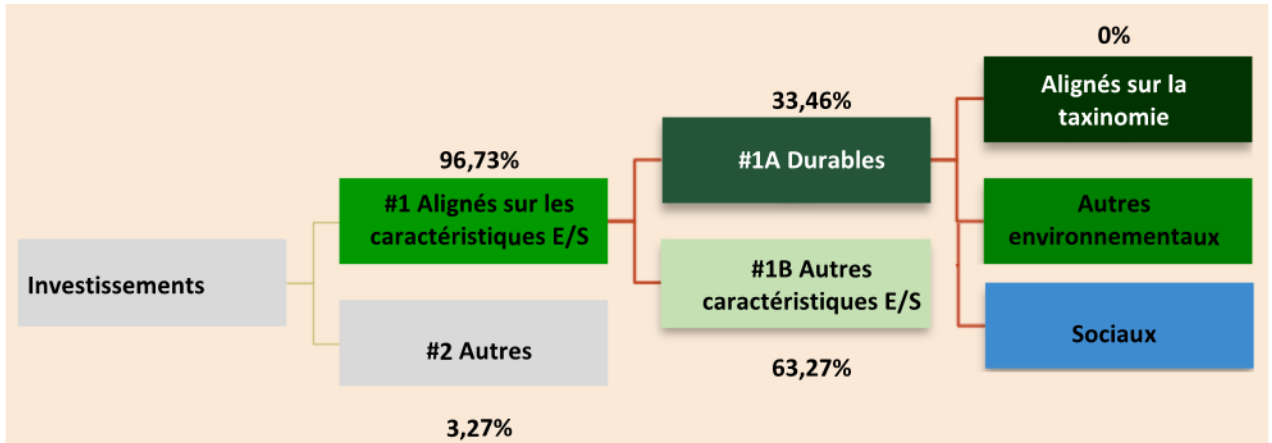 Investissements
96,73%
#1 Alignés sur les
caractéristiques E/S
#2 Autres
3,27%
33,46%
#1A Durables
#1B Autres
caractéristiques E/S
63,27%
0%
Alignés sur la
taxinomie
Autres
environnementaux
Sociaux